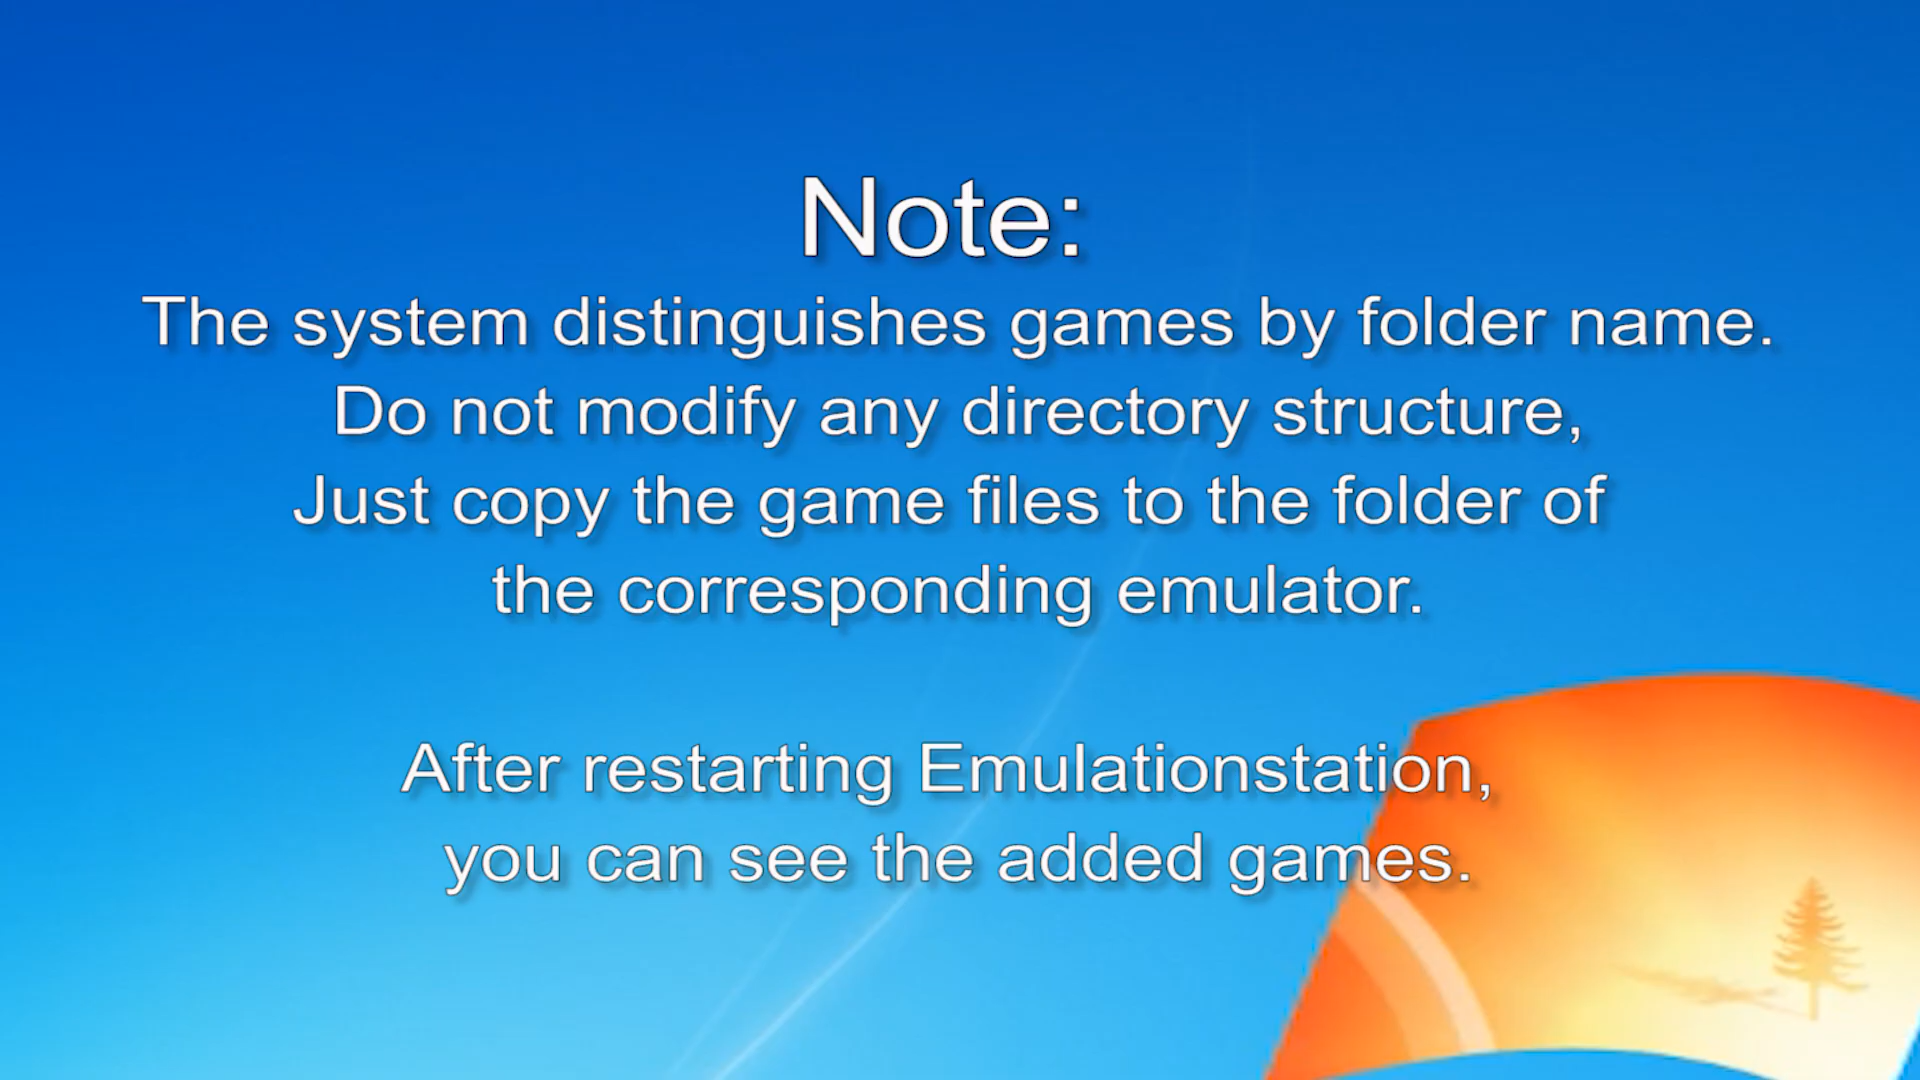 Note:
The system distinguishes games by folder name.
Do not modify any directory structure,
Just copy the game files to the folder of
the corresponding emulator.
After restarting Emulationstation,
you can see the added games.